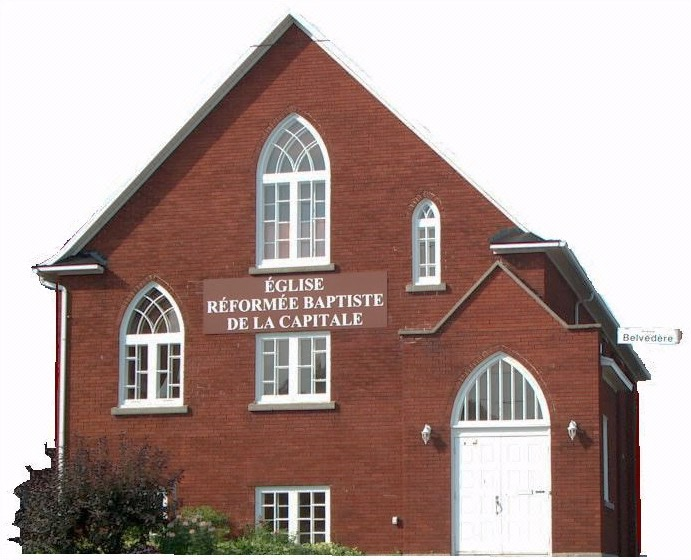 ÉGLISE
RÉFORMÉE BAPTISTE
DE LA CAPITALE
Belvédère